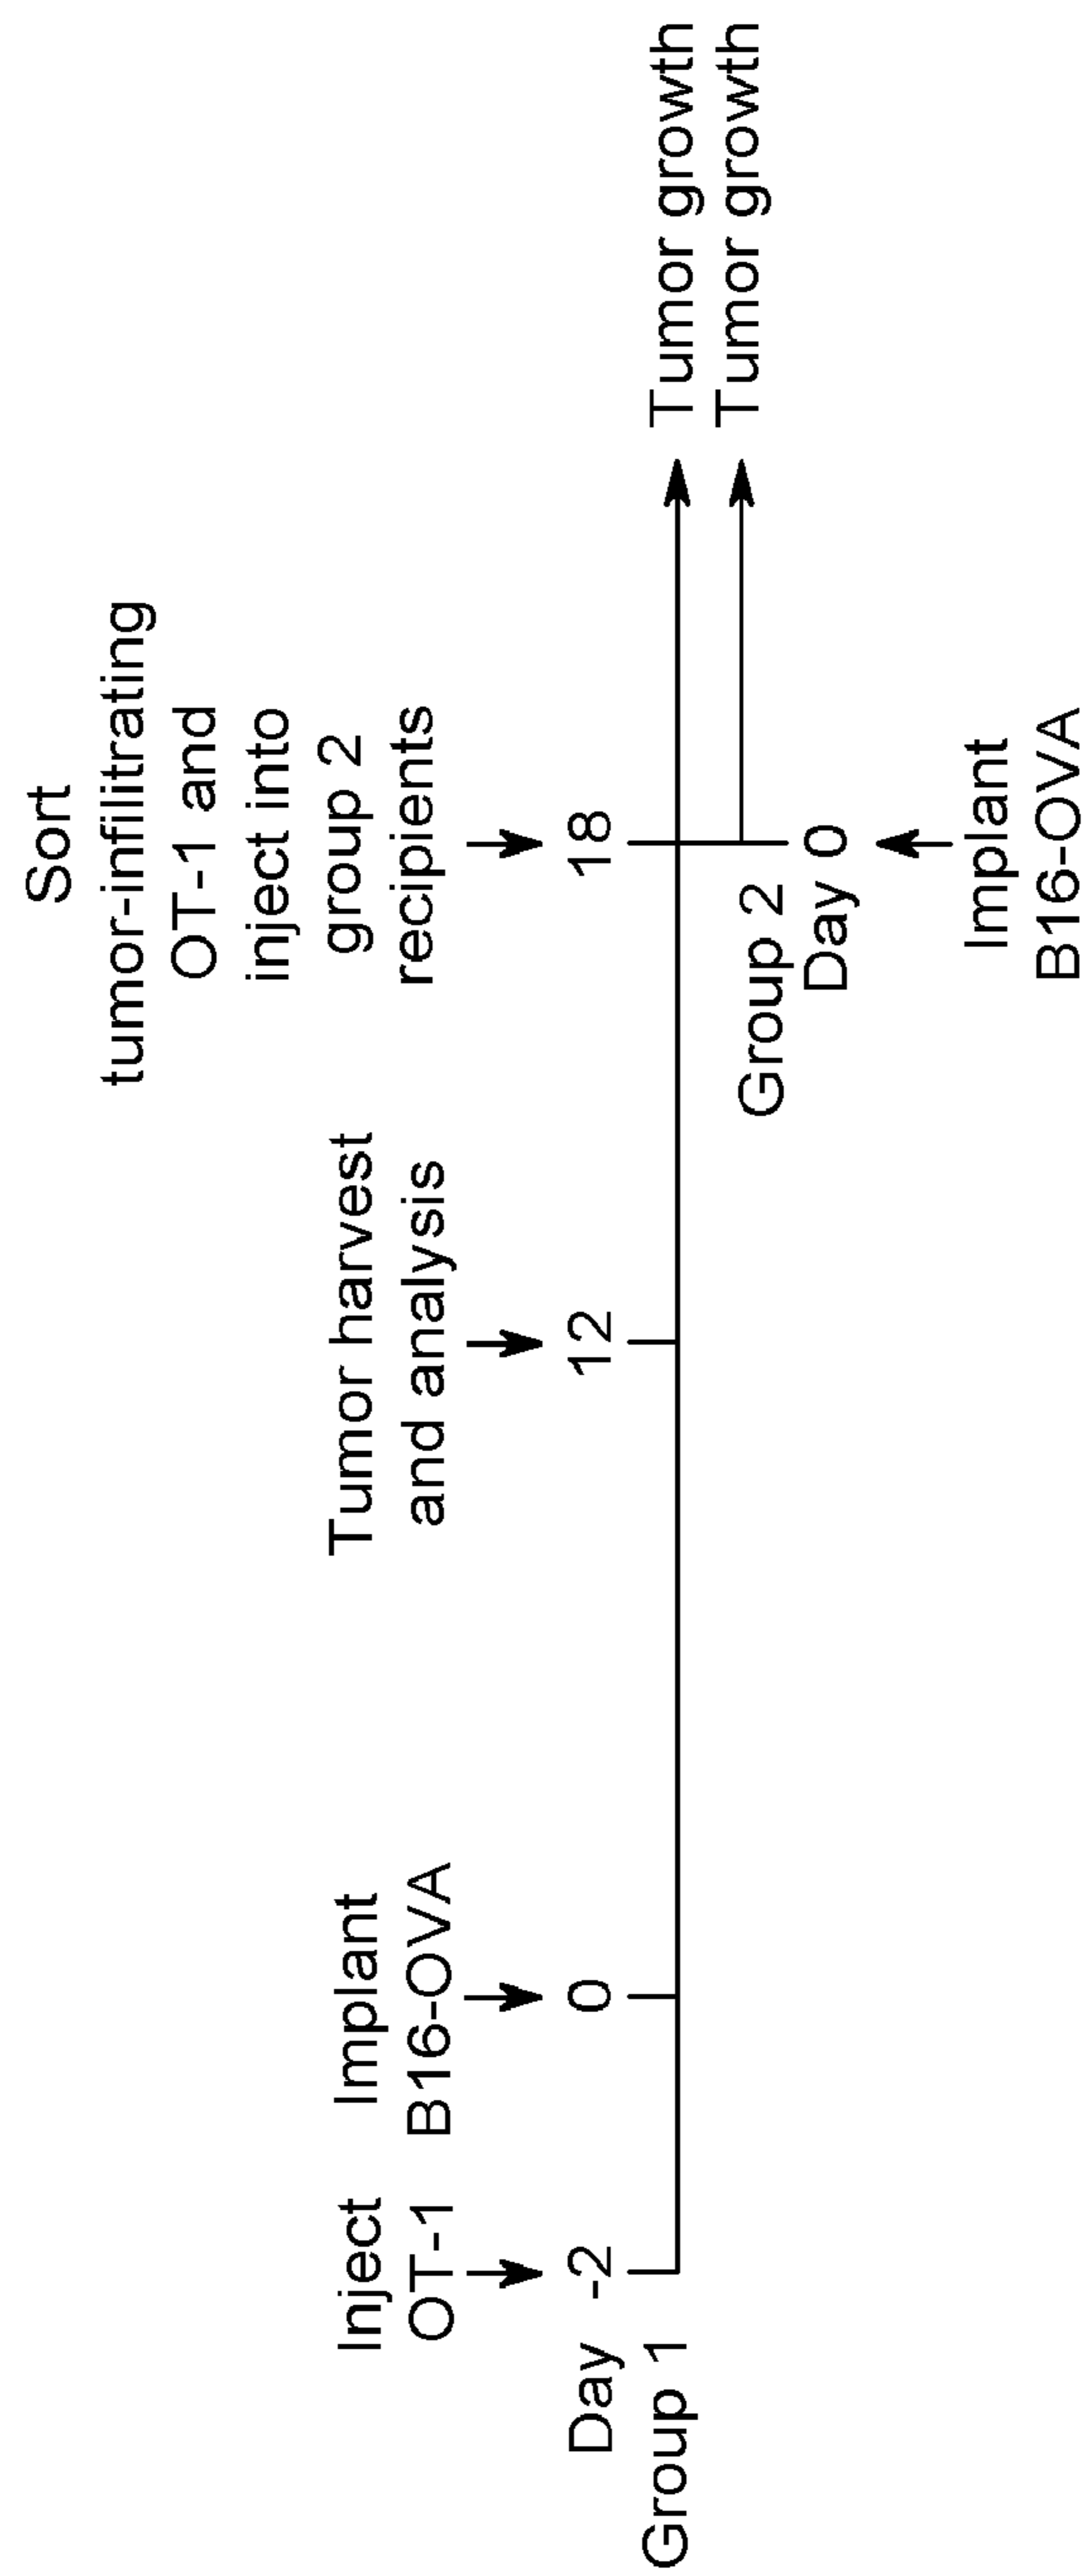 Sort
tumor-infilitrating
OT-1 and
inject into
group 2
recipients
Inject
OT-1
Implant
B16-OVA
Tumor harvest
and analysis
Day -2 0 12 18
Group 1
Tumor growth
Tumor growth
Group 2
Day 0
Implant
B16-OVA